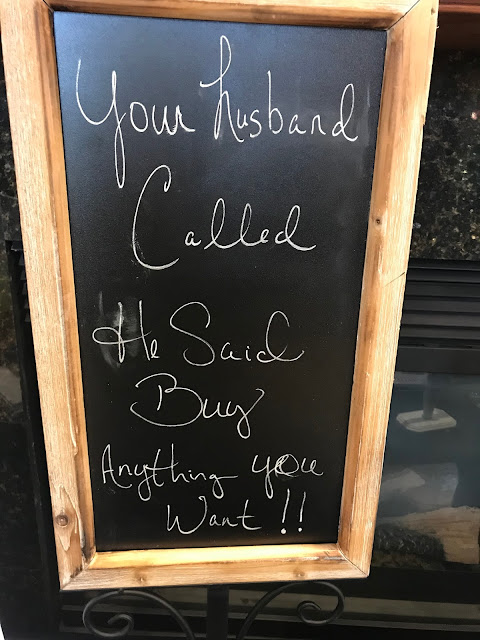 Your husband
Called
He Said
Buy
Anything you
Want !!